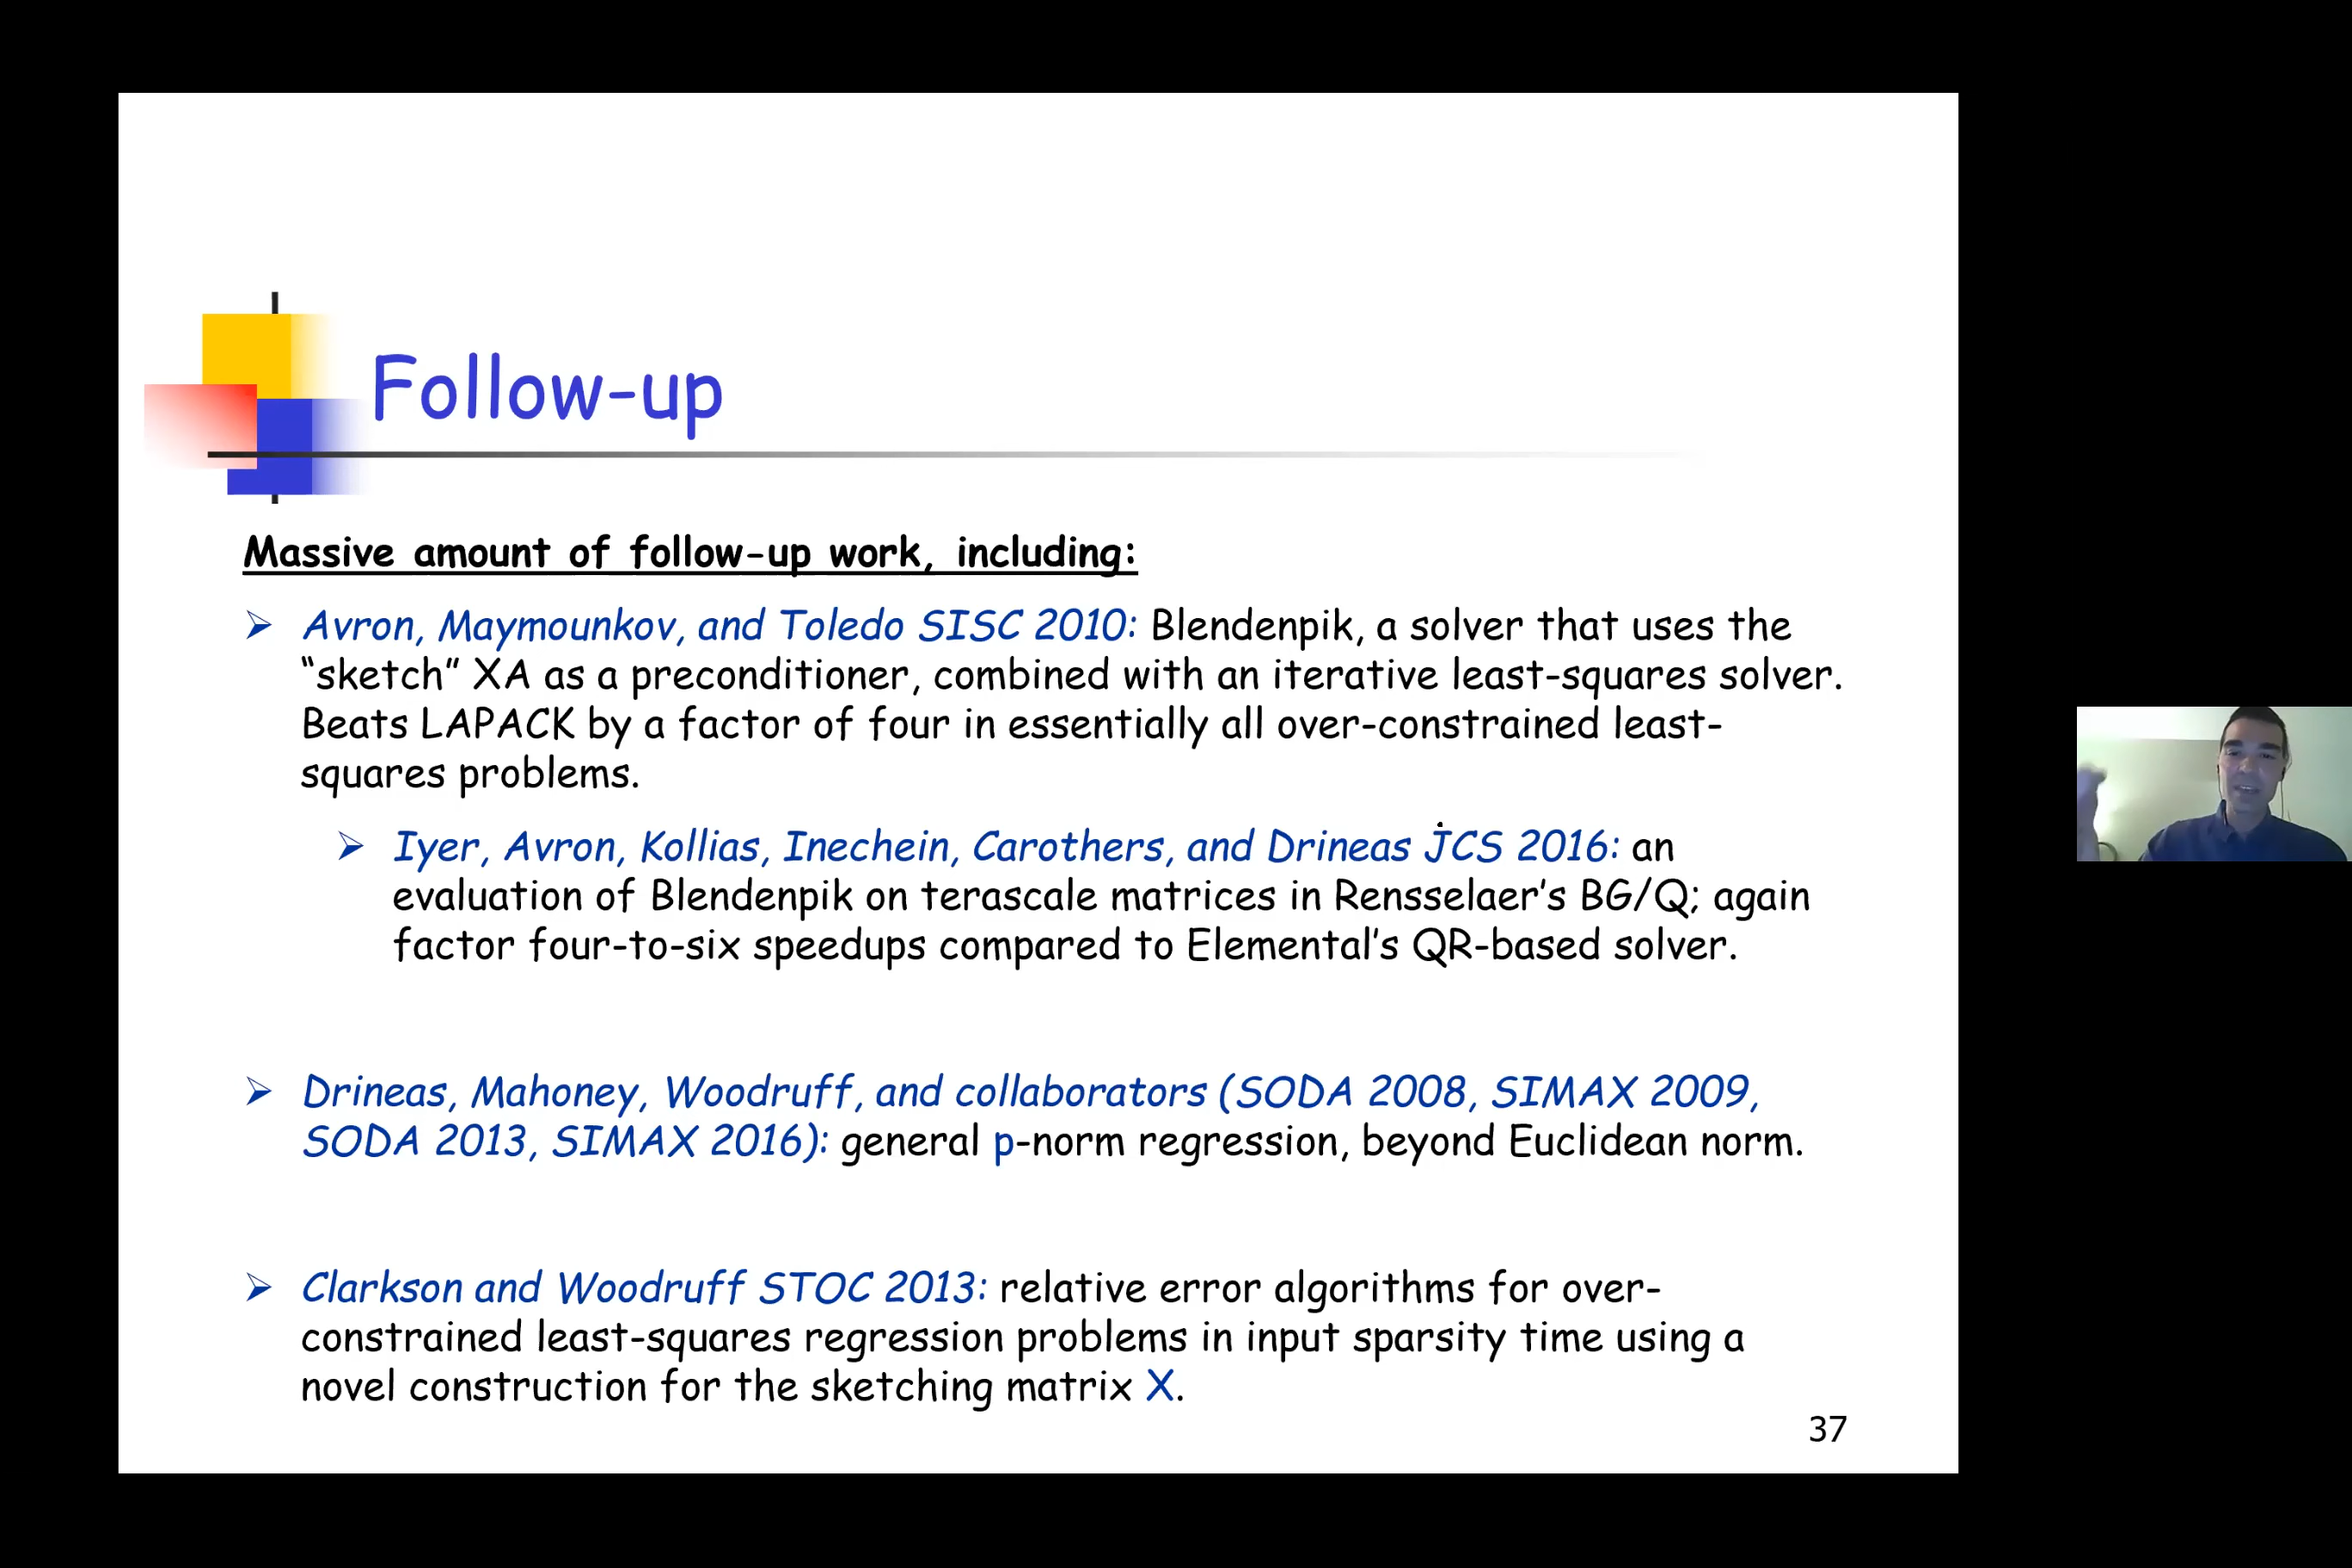 Follow-up
Massive amount of follow-up work, including:
Avron, Maymounkov, and Toledo SISC 2010: Blendenpik, a solver that uses the
“sketch” XA as a preconditioner, combined with an iterative least-squares solver.
Beats LAPACK by a factor of four in essentially all over-constrained least-
squares problems.
Iyer, Avron, Kollias, Inechein, Carothers, and Drineas JCS 2016: an
evaluation of Blendenpik on terascale matrices in Rensselaer’s BG/Q; again
factor four-to-six speedups compared to Elemental’s QR-based solver.
Drineas, Mahoney, Woodruff, and collaborators (SODA 2008, SIMAX 2009,
SODA 2013, SIMAX 2016): general p-norm regression, beyond Euclidean norm.
Clarkson and Woodruff STOC 2013: relative error algorithms for over-
constrained least-squares regression problems in input sparsity time using a
novel construction for the sketching matrix X.
37